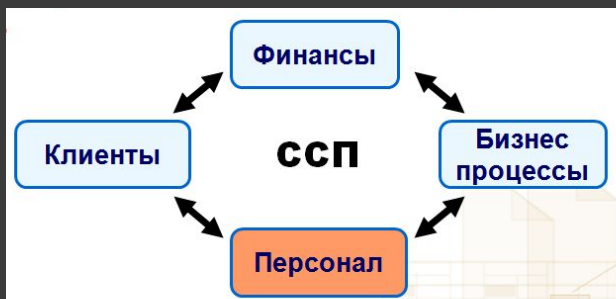 Финансы
Клиенты
ссп
Бизнес
процессы
Персонал